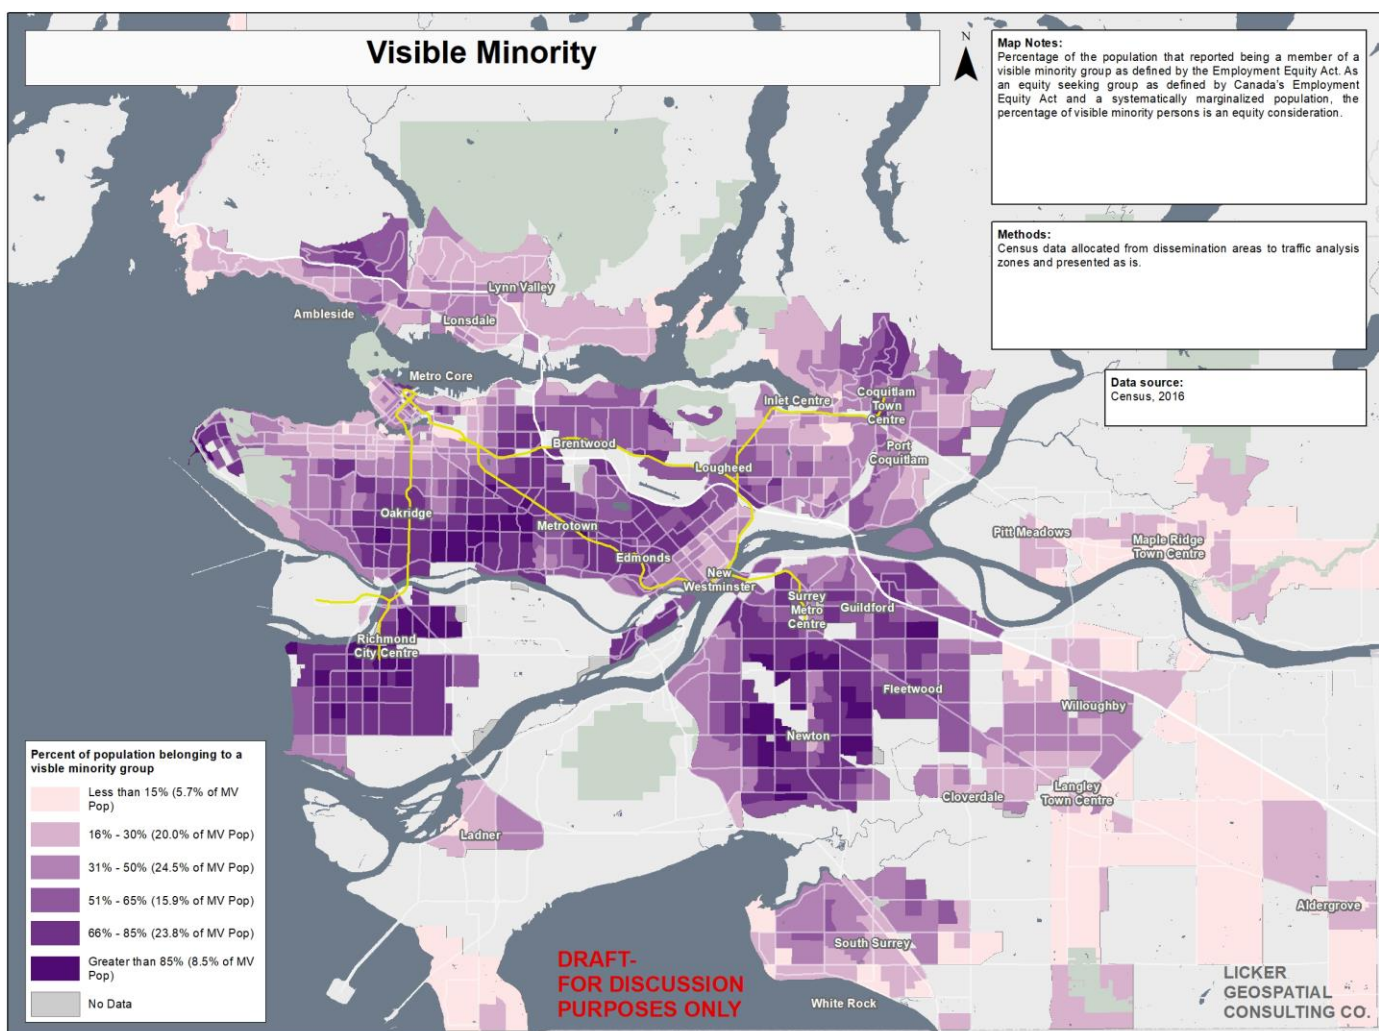 Visible Minority
N
Map Notes:
Percentage of the population that reported being a member of a
visible minority group as defined by the Employment Equity Act. As
an equity seeking group as defined by Canada's Employment
Equity Act and a systematically marginalized population, the
percentage of visible minority persons is an equity consideration.
Methods:
Census data allocated from dissemination areas to traffic analysis
zones and presented as is.
Data source:
Census, 2016
Lynn Valley
Ambleside
Lonsdale
Metro Core
Inlet Centre
Coquitlam
Town
Centre
Brentwood
Port
Coquitlam
Lougheed
Oakridge
Metrotown
Pitt Meadows
Maple Ridge
Town Centre
Edmonds
New
Westminster
Surrey
Metro
Centre
Guildford
Richmond
City Centre
Fleetwood
Willoughby
Newton
Cloverdale
Langley
Town Centre
Ladner
Aldergrove
South Surrey
White Rock
Percent of population belonging to a
visble minority group
Less than 15% (5.7% of MV
Pop)
16% - 30% (20.0% of MV Pop)
31% - 50% (24.5% of MV Pop)
51% - 65% (15.9% of MV Pop)
66% - 85% (23.8% of MV Pop)
Greater than 85% (8.5% of MV
Pop)
No Data
DRAFT-
FOR DISCUSSION
PURPOSES ONLY
LICKER
GEOSPATIAL
CONSULTING CO.